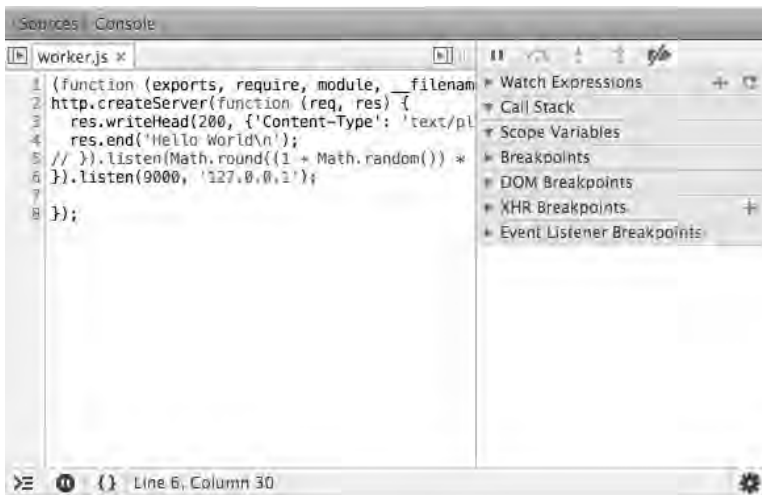 Sources Console
worker.js ×
1 (function (exports, require, module, __filenam
2 http.createServer(function (req, res) {
3 res.writeHead(200, {'Content-Type': 'text/pl
4 res.end('Hello World\n');
5 // }).listen(Math.round((1 + Math.random()) *
6 }).listen(9000, '127.0.0.1');
7
8 });
Watch Expressions
Call Stack
Scope Variables
Breakpoints
DOM Breakpoints
XHR Breakpoints
Event Listener Breakpoints
{} Line 6, Column 30